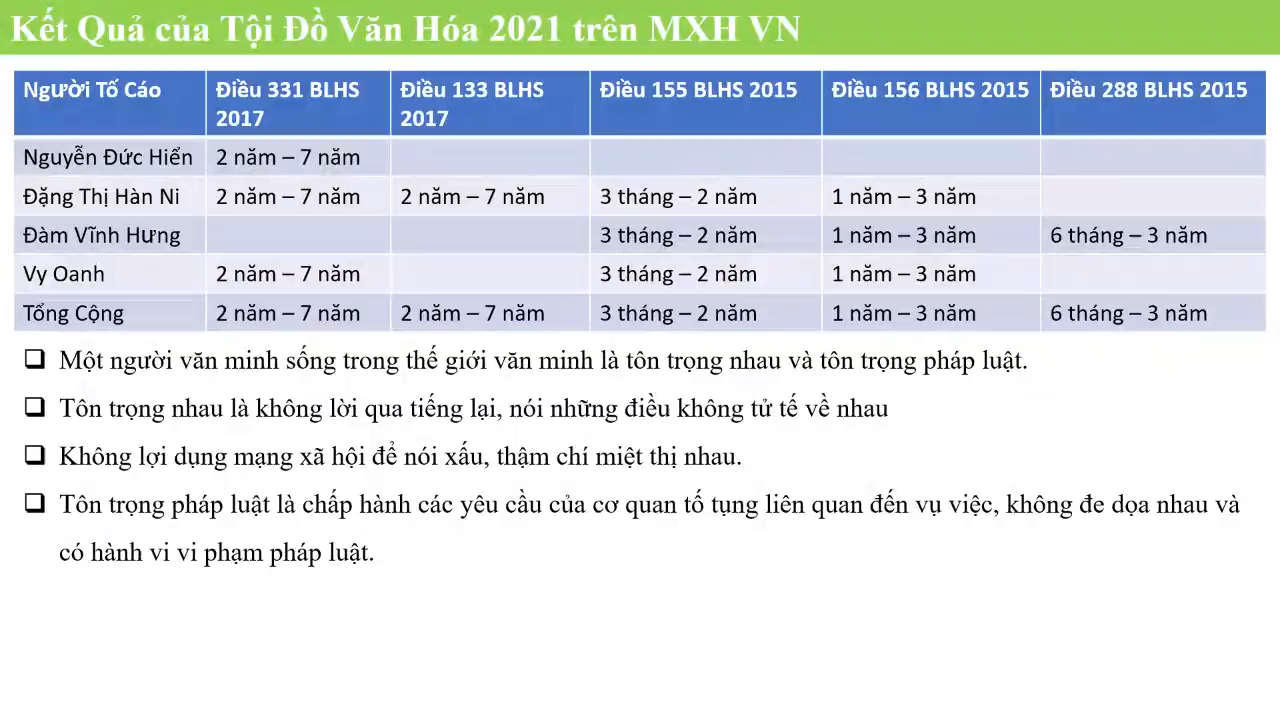 Kết Quả của Tội Đồ Văn Hóa 2021 trên MXH VN
Người Tố Cáo | Điều 331 BLHS 2017 | Điều 133 BLHS 2017 | Điều 155 BLHS 2015 | Điều 156 BLHS 2015 | Điều 288 BLHS 2015
Nguyễn Đức Hiển | 2 năm – 7 năm
Đặng Thị Hàn Ni | 2 năm – 7 năm | 2 năm – 7 năm | 3 tháng – 2 năm | 1 năm – 3 năm
Đàm Vĩnh Hưng | 3 tháng – 2 năm | 1 năm – 3 năm | 6 tháng – 3 năm
Vy Oanh | 2 năm – 7 năm | 3 tháng – 2 năm | 1 năm – 3 năm
Tổng Cộng | 2 năm – 7 năm | 2 năm – 7 năm | 3 tháng – 2 năm | 1 năm – 3 năm | 6 tháng – 3 năm
❑ Một người văn minh sống trong thế giới văn minh là tôn trọng nhau và tôn trọng pháp luật.
❑ Tôn trọng nhau là không lời qua tiếng lại, nói những điều không tử tế về nhau
❑ Không lợi dụng mạng xã hội để nói xấu, thậm chí miệt thị nhau.
❑ Tôn trọng pháp luật là chấp hành các yêu cầu của cơ quan tố tụng liên quan đến vụ việc, không đe dọa nhau và
có hành vi vi phạm pháp luật.